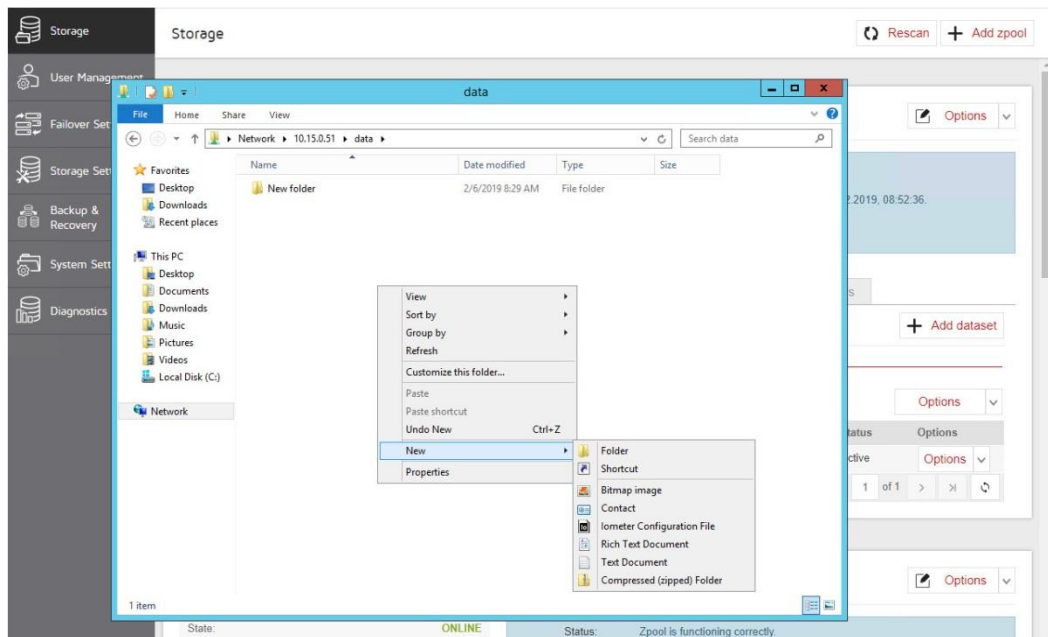 Storage
Storage
Rescan
Add zpool
User Management
data
File
Home
Share
View
Failover Set
Options
Network
10.15.0.51
data
Search data
Storage Sett
Favorites
Desktop
Downloads
Recent places
Name
Date modified
Type
Size
New folder
2/6/2019 8:29 AM
File folder
Backup &
Recovery
2.2019, 08:52:36.
System Sett
This PC
Desktop
Documents
Downloads
Music
Pictures
Videos
Local Disk (C:)
Network
Diagnostics
s
Add dataset
View
Sort by
Group by
Refresh
Customize this folder...
Paste
Paste shortcut
Undo New
Ctrl+Z
New
Properties
Folder
Shortcut
Bitmap image
Contact
Iometer Configuration File
Rich Text Document
Text Document
Compressed (zipped) Folder
Options
tatus
Options
ctive
Options
1 of 1
Options
1 item
State:
ONLINE
Status:
Zpool is functioning correctly.